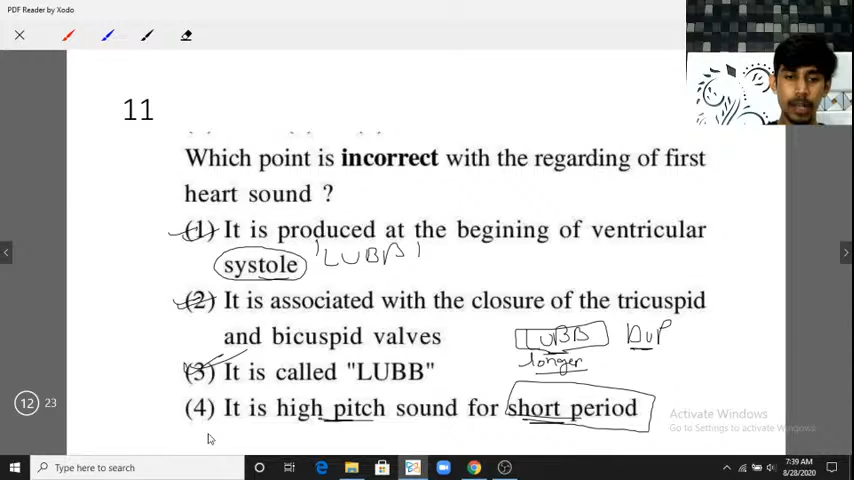 PDF Reader by Xodo
11
Which point is incorrect with the regarding of first
heart sound ?
(1) It is produced at the begining of ventricular
systole 'LUBB'
(2) It is associated with the closure of the tricuspid
and bicuspid valves
LUBB DUP
longer
(3) It is called "LUBB"
(4) It is high pitch sound for short period
12 23
Activate Windows
Go to Settings to activate Windows.
Type here to search
7:39 AM
8/28/2020